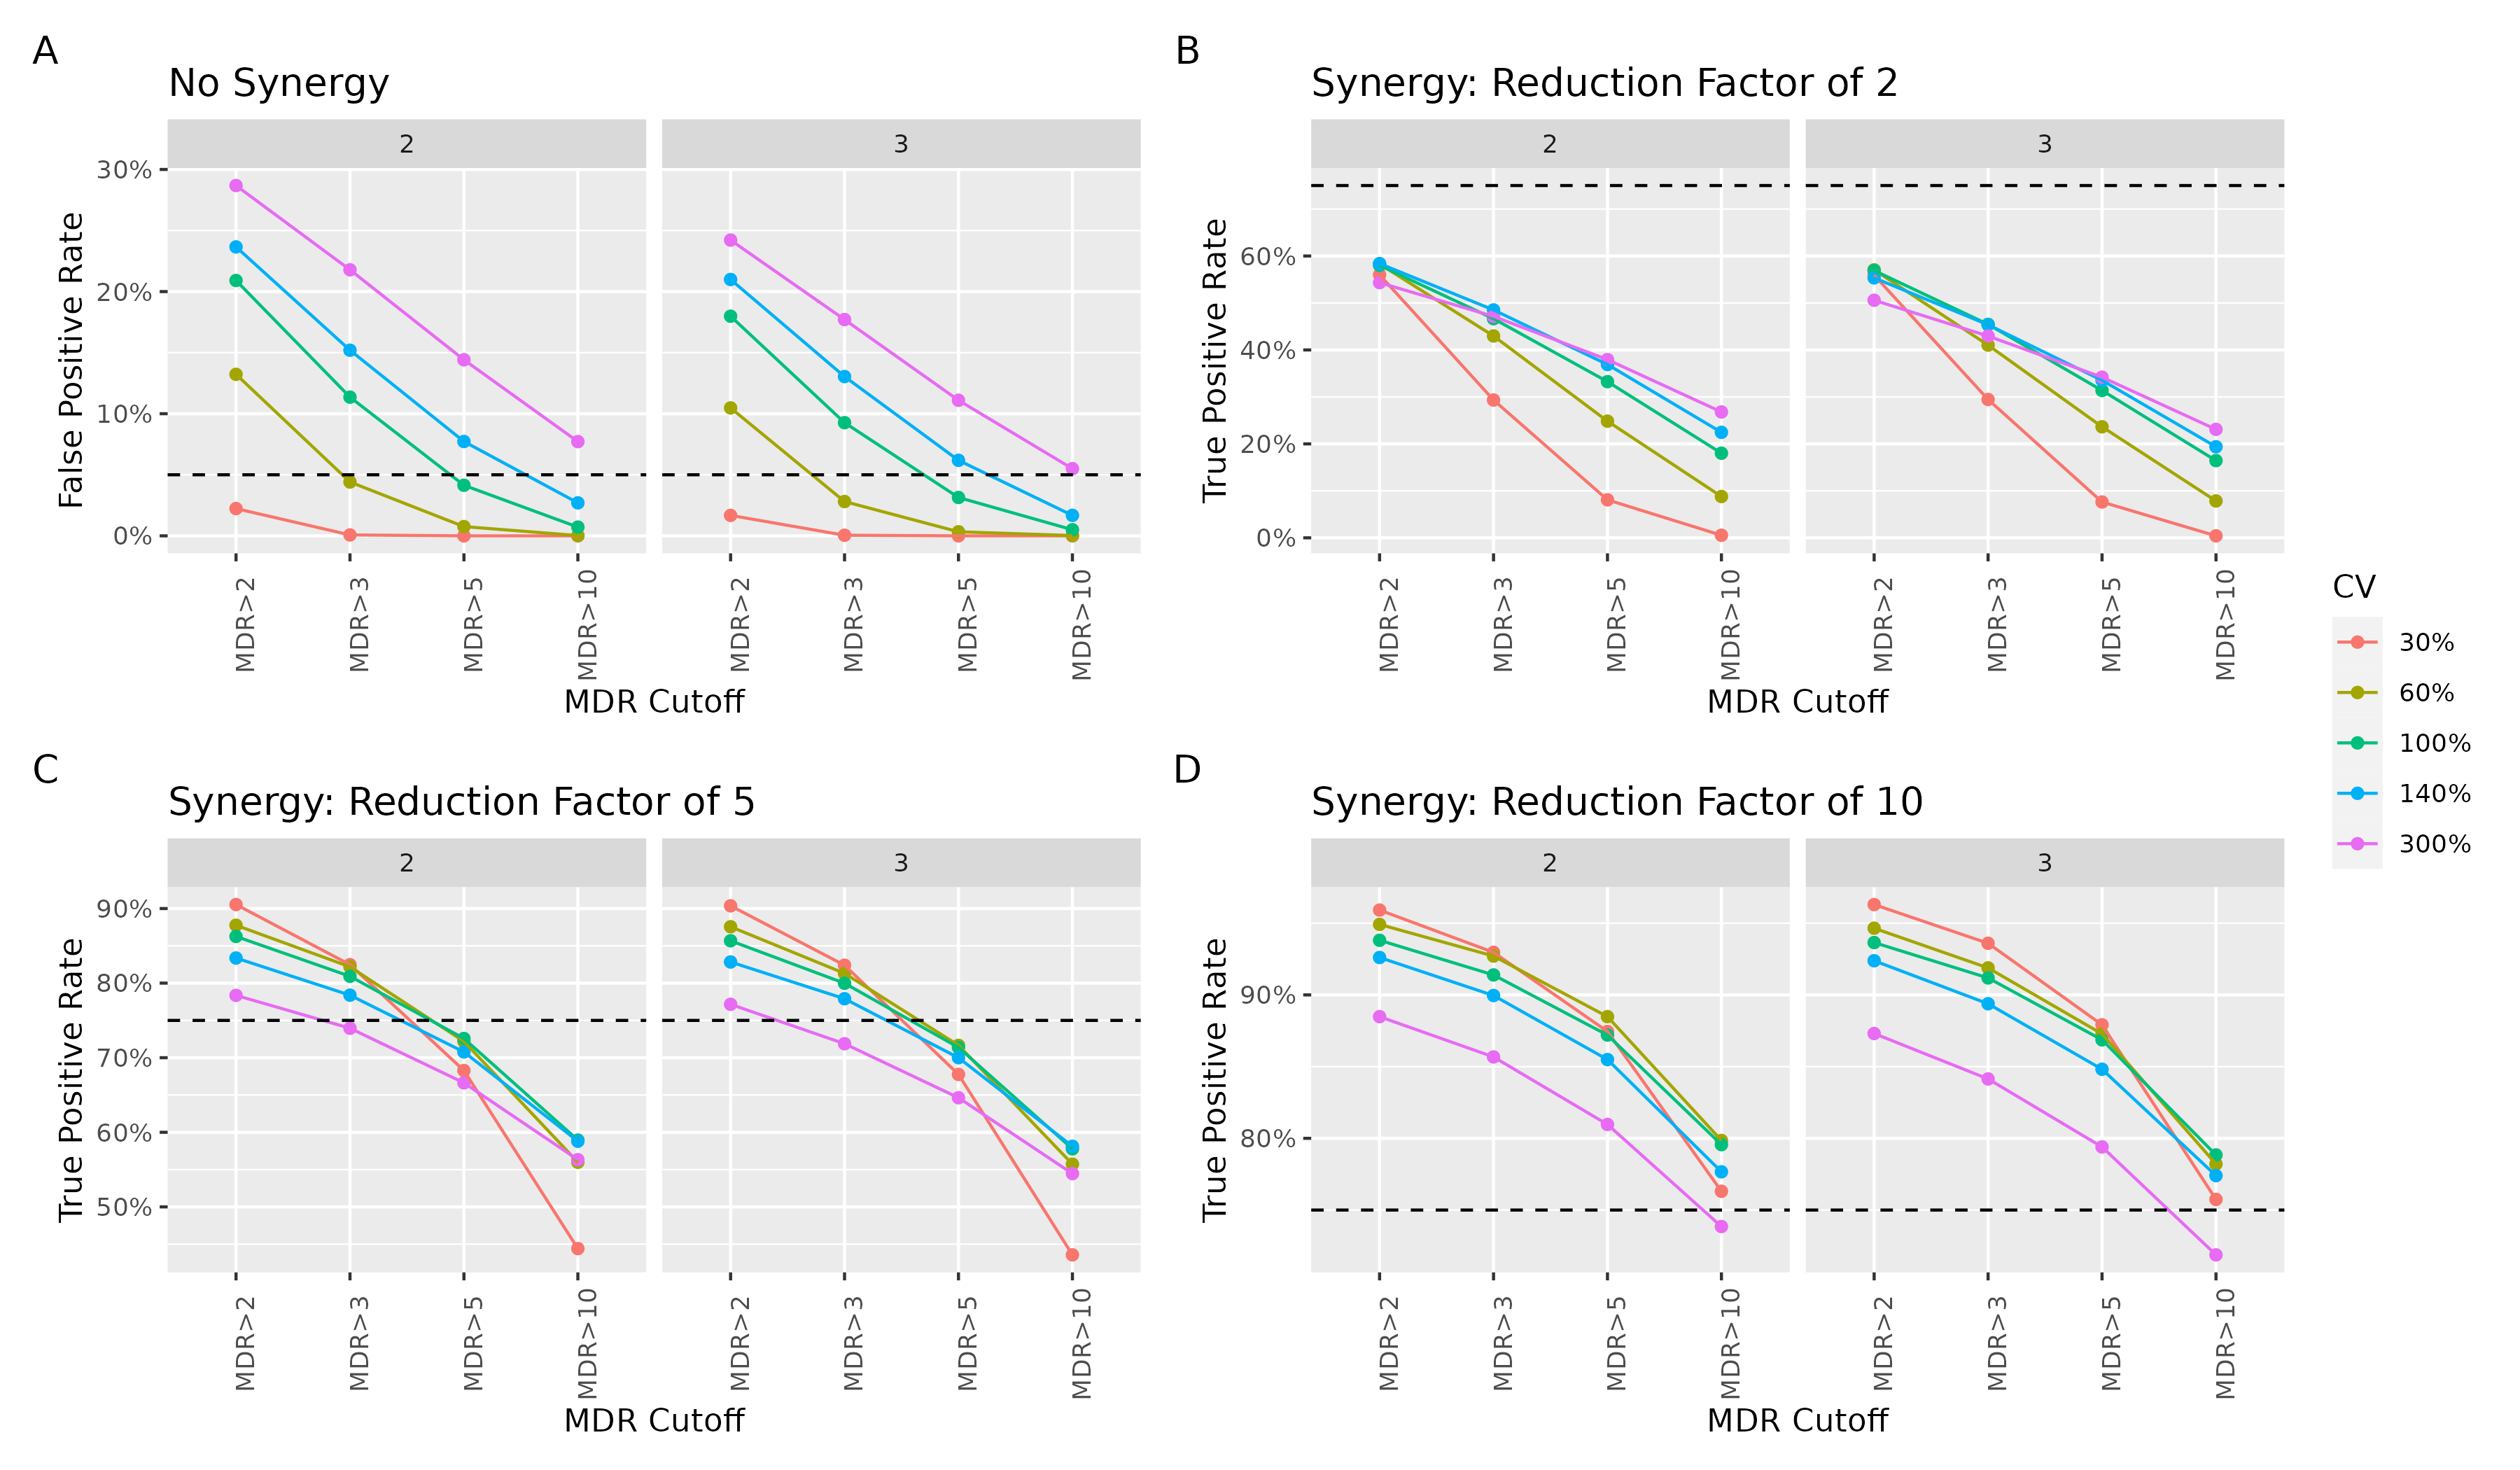 A
No Synergy
2
3
30%
20%
10%
0%
False Positive Rate
MDR>2
MDR>3
MDR>5
MDR>10
MDR>2
MDR>3
MDR>5
MDR>10
MDR Cutoff
B
Synergy: Reduction Factor of 2
2
3
60%
40%
20%
0%
True Positive Rate
MDR>2
MDR>3
MDR>5
MDR>10
MDR>2
MDR>3
MDR>5
MDR>10
MDR Cutoff
C
Synergy: Reduction Factor of 5
2
3
90%
80%
70%
60%
50%
True Positive Rate
MDR>2
MDR>3
MDR>5
MDR>10
MDR>2
MDR>3
MDR>5
MDR>10
MDR Cutoff
D
Synergy: Reduction Factor of 10
2
3
90%
80%
True Positive Rate
MDR>2
MDR>3
MDR>5
MDR>10
MDR>2
MDR>3
MDR>5
MDR>10
MDR Cutoff
CV
30%
60%
100%
140%
300%